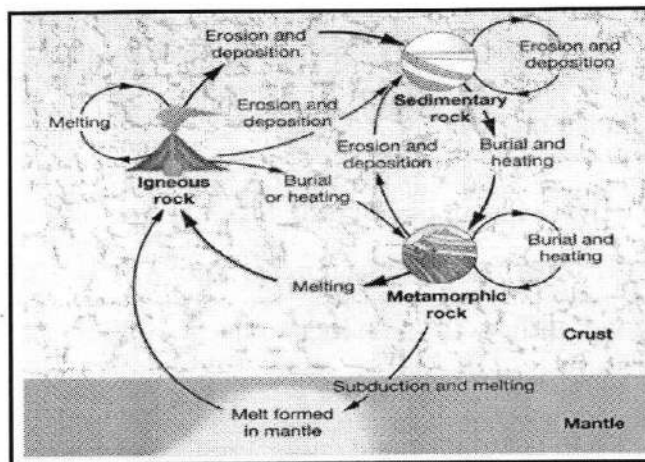 Erosion and
deposition
Erosion and
deposition
Sedimentary
rock
Melting
Erosion and
deposition
Erosion and
deposition
Burial and
heating
Igneous
rock
Burial
or heating
Burial and
heating
Melting
Metamorphic
rock
Crust
Subduction and melting
Melt formed
in mantle
Mantle